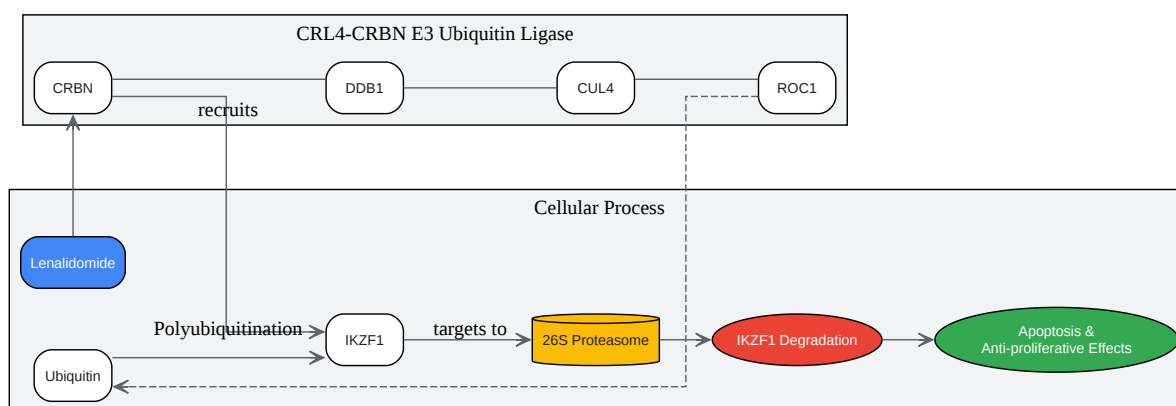 CRL4-CRBN E3 Ubiquitin Ligase
CRBN
DDB1
CUL4
ROC1
recruits
Cellular Process
Lenalidomide
Polyubiquitination
IKZF1
targets to
26S Proteasome
IKZF1 Degradation
Apoptosis &
Anti-proliferative Effects
Ubiquitin